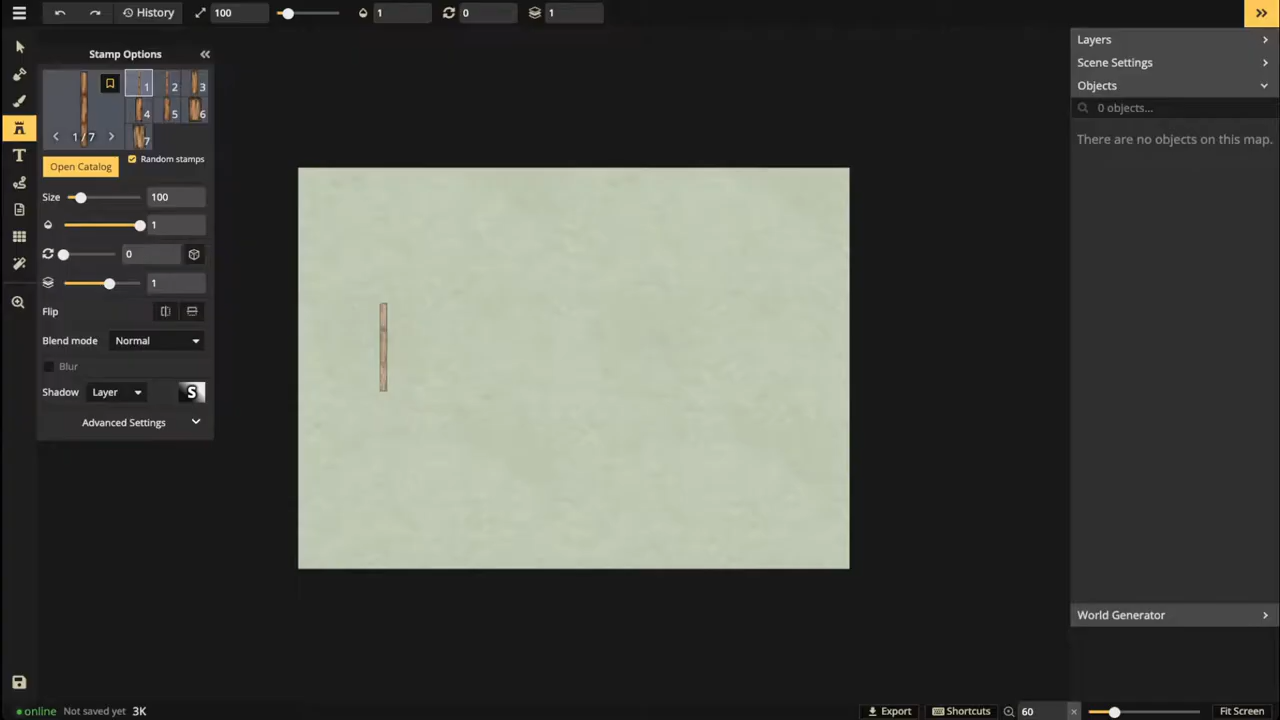 History
100
1
0
1
Stamp Options
1
2
3
4
5
6
7
1/7
Open Catalog
Random stamps
Size
100
1
0
1
Flip
Blend mode
Normal
Blur
Shadow
Layer
S
Advanced Settings
Layers
Scene Settings
Objects
0 objects...
There are no objects on this map.
World Generator
online
Not saved yet
3K
Export
Shortcuts
60
Fit Screen